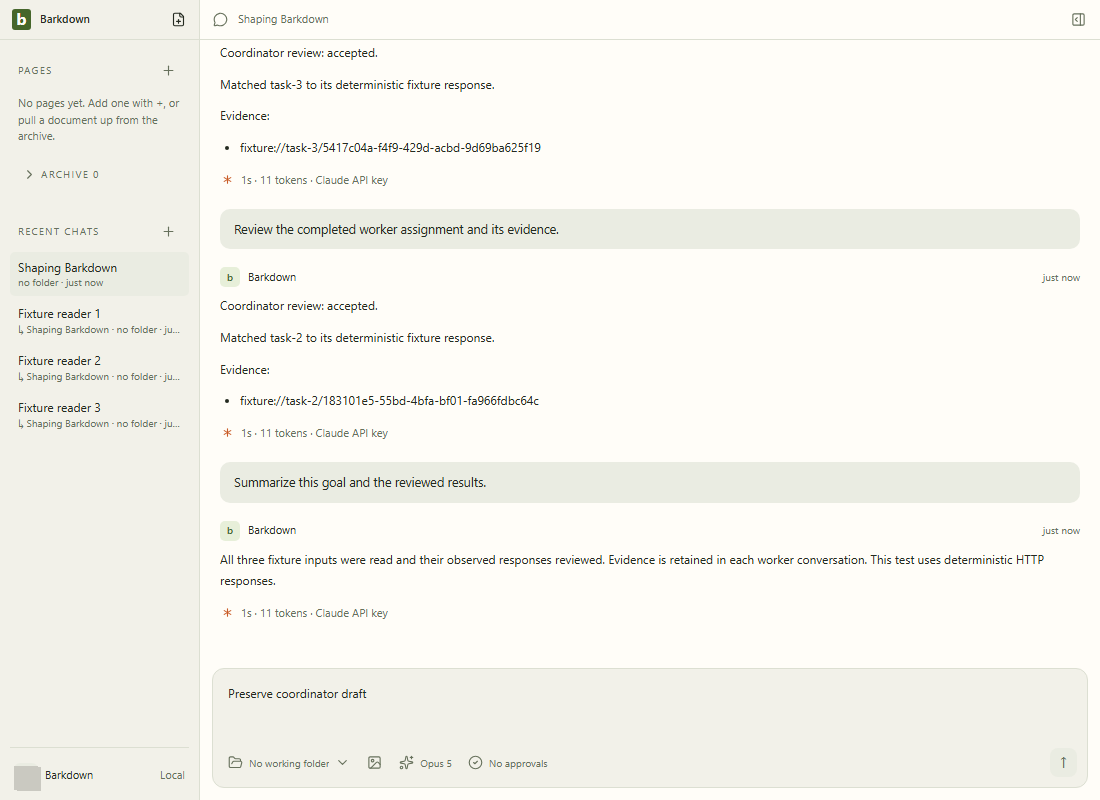 b Barkdown
Shaping Barkdown
PAGES
No pages yet. Add one with +, or
pull a document up from the
archive.
ARCHIVE 0
RECENT CHATS
Shaping Barkdown
no folder · just now
Fixture reader 1
↳ Shaping Barkdown · no folder · ju...
Fixture reader 2
↳ Shaping Barkdown · no folder · ju...
Fixture reader 3
↳ Shaping Barkdown · no folder · ju...
Barkdown Local
Coordinator review: accepted.
Matched task-3 to its deterministic fixture response.
Evidence:
• fixture://task-3/5417c04a-f4f9-429d-acbd-9d69ba625f19
1s · 11 tokens · Claude API key
Review the completed worker assignment and its evidence.
b Barkdown just now
Coordinator review: accepted.
Matched task-2 to its deterministic fixture response.
Evidence:
• fixture://task-2/183101e5-55bd-4bfa-bf01-fa966fdbc64c
1s · 11 tokens · Claude API key
Summarize this goal and the reviewed results.
b Barkdown just now
All three fixture inputs were read and their observed responses reviewed. Evidence is retained in each worker conversation. This test uses deterministic HTTP
responses.
1s · 11 tokens · Claude API key
Preserve coordinator draft
No working folder Opus 5 No approvals